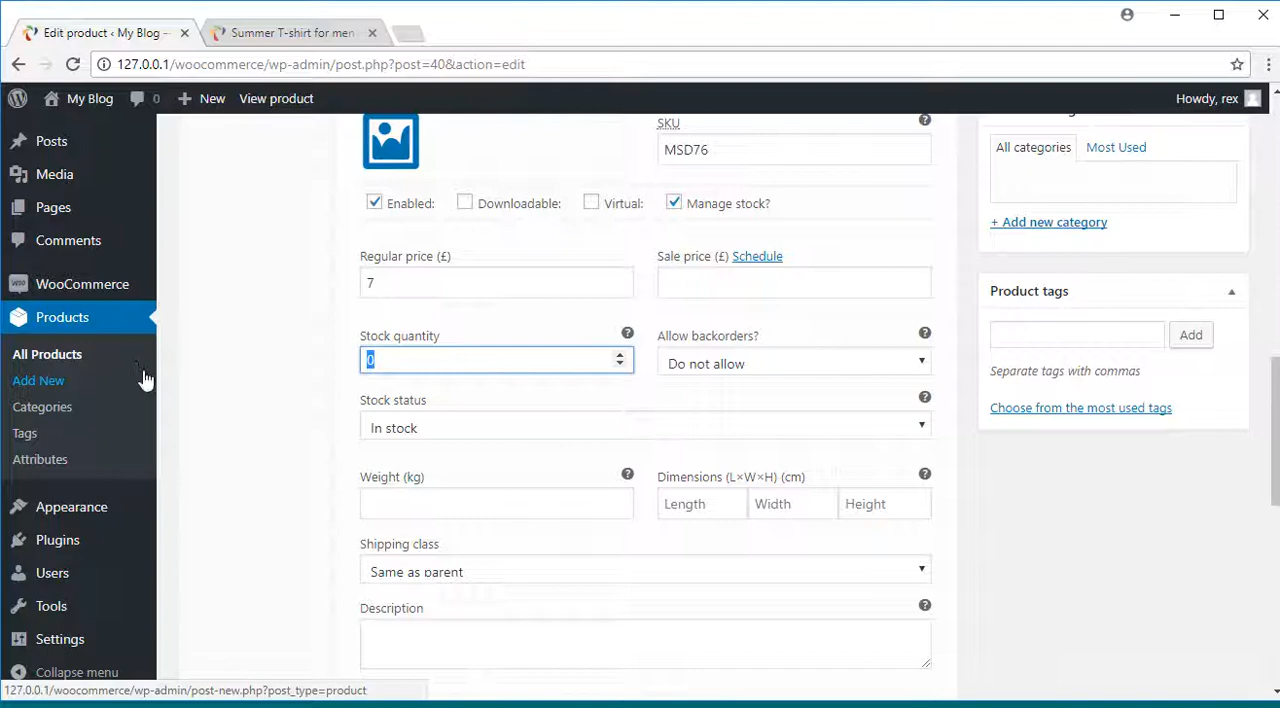 Edit product ‹ My Blog –
Summer T-shirt for men
127.0.0.1/woocommerce/wp-admin/post.php?post=40&action=edit
My Blog
0
New
View product
Howdy, rex
Posts
Media
Pages
Comments
WooCommerce
Products
All Products
Add New
Categories
Tags
Attributes
Appearance
Plugins
Users
Tools
Settings
Collapse menu
SKU
MSD76
Enabled:
Downloadable:
Virtual:
Manage stock?
Regular price (£)
7
Sale price (£) Schedule
Stock quantity
0
Allow backorders?
Do not allow
Stock status
In stock
Weight (kg)
Dimensions (L×W×H) (cm)
Length
Width
Height
Shipping class
Same as parent
Description
All categories
Most Used
+ Add new category
Product tags
Add
Separate tags with commas
Choose from the most used tags
127.0.0.1/woocommerce/wp-admin/post-new.php?post_type=product